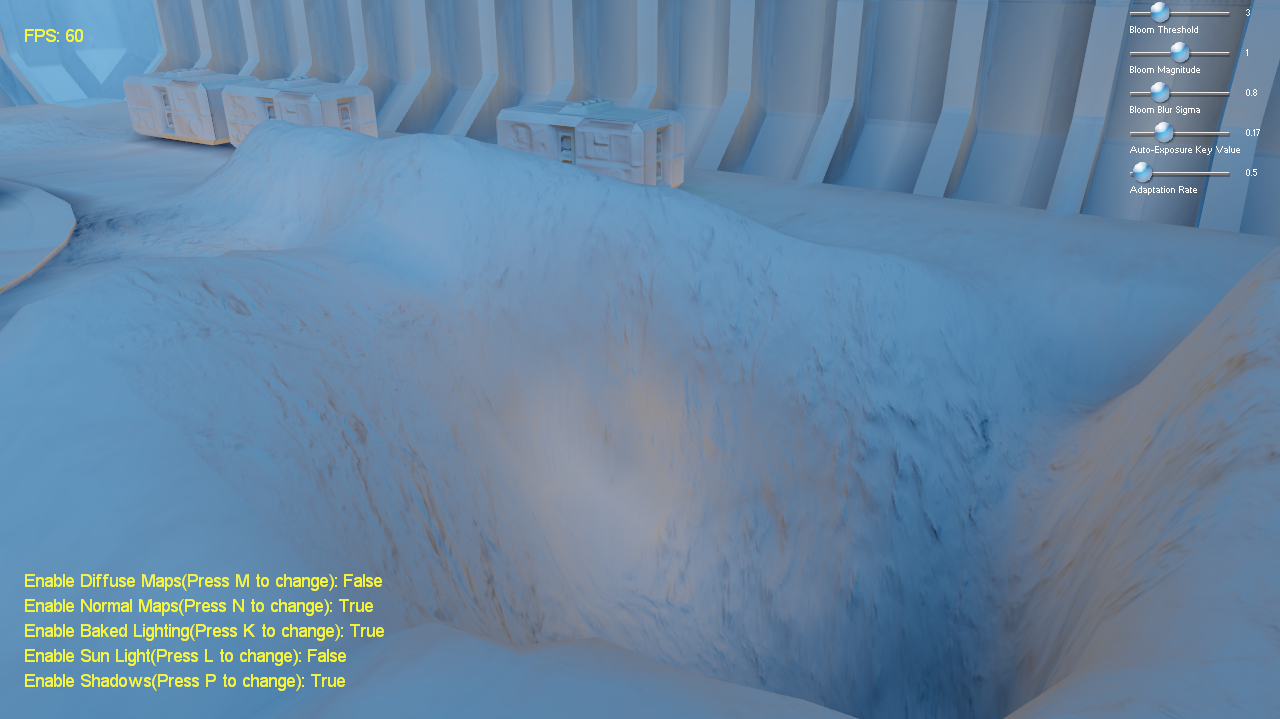 FPS: 60
3
Bloom Threshold
1
Bloom Magnitude
0.8
Bloom Blur Sigma
0.17
Auto-Exposure Key Value
0.5
Adaptation Rate
Enable Diffuse Maps(Press M to change): False
Enable Normal Maps(Press N to change): True
Enable Baked Lighting(Press K to change): True
Enable Sun Light(Press L to change): False
Enable Shadows(Press P to change): True